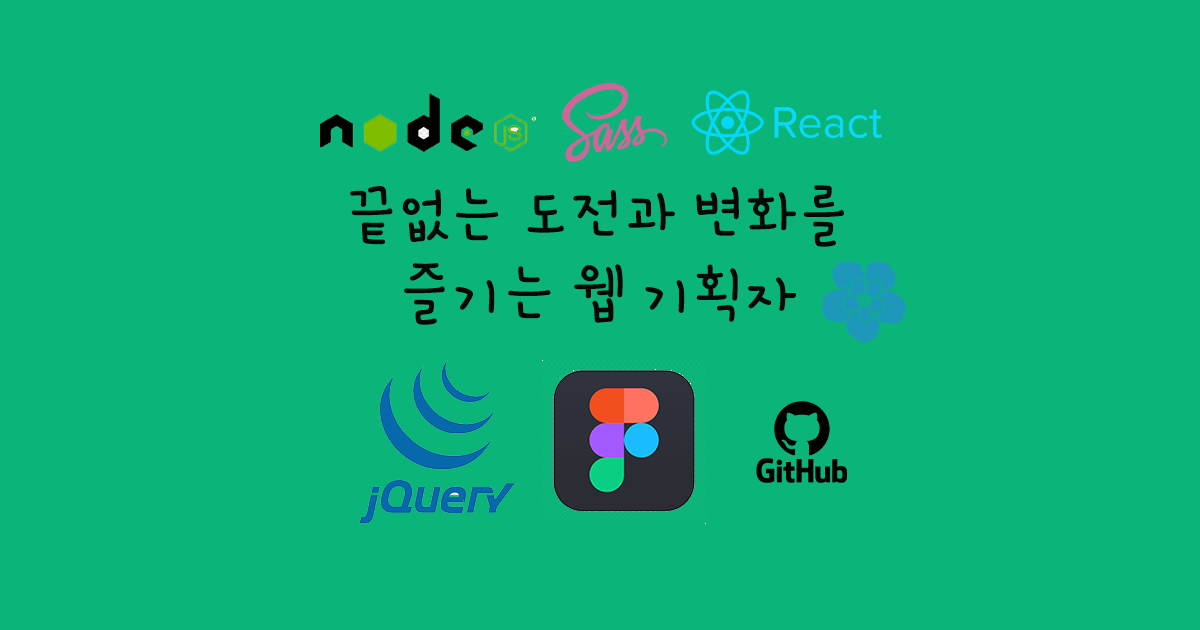 node JS
Sass
React
끝없는 도전과 변화를
즐기는 웹 기획자
jQuery
GitHub